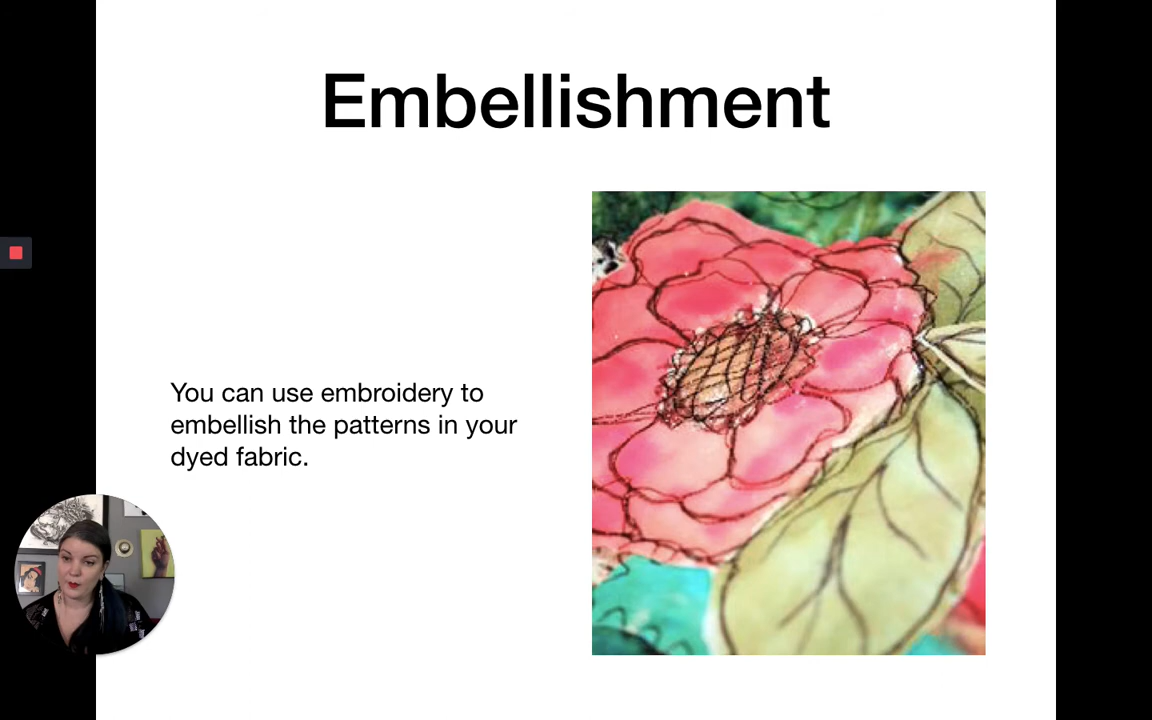 Embellishment
You can use embroidery to
embellish the patterns in your
dyed fabric.